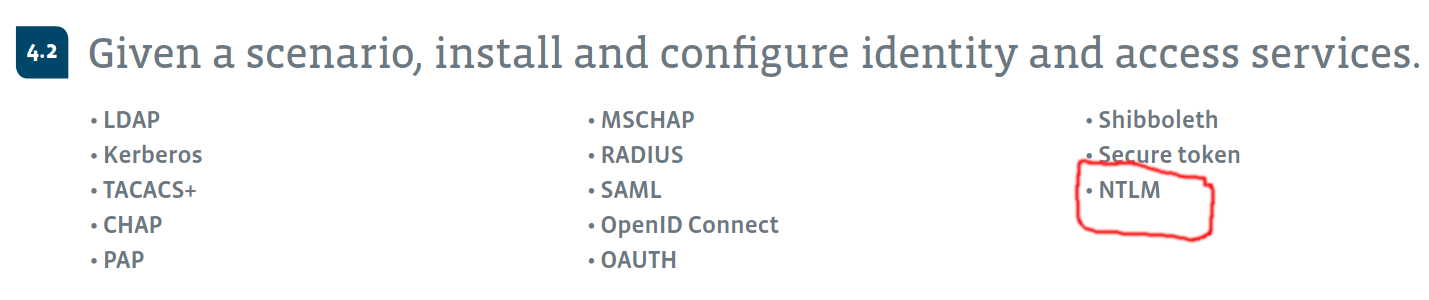 4.2 Given a scenario, install and configure identity and access services.
• LDAP
• Kerberos
• TACACS+
• CHAP
• PAP
• MSCHAP
• RADIUS
• SAML
• OpenID Connect
• OAUTH
• Shibboleth
• Secure token
• NTLM